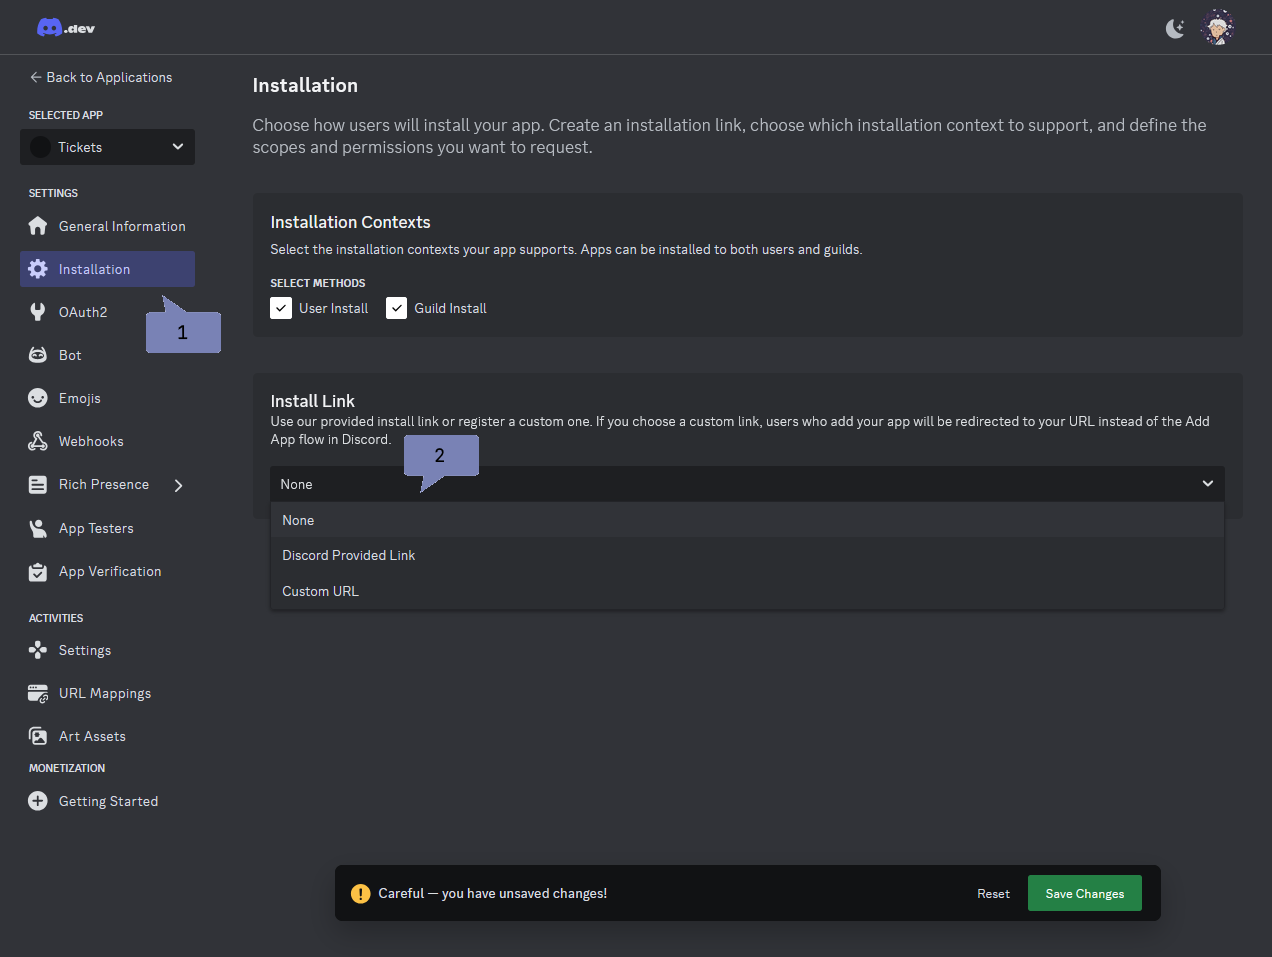 .dev
Back to Applications
SELECTED APP
Tickets
SETTINGS
General Information
Installation
OAuth2
1
Bot
Emojis
Webhooks
Rich Presence
App Testers
App Verification
ACTIVITIES
Settings
URL Mappings
Art Assets
MONETIZATION
Getting Started
Installation
Choose how users will install your app. Create an installation link, choose which installation context to support, and define the
scopes and permissions you want to request.
Installation Contexts
Select the installation contexts your app supports. Apps can be installed to both users and guilds.
SELECT METHODS
User Install Guild Install
Install Link
Use our provided install link or register a custom one. If you choose a custom link, users who add your app will be redirected to your URL instead of the Add
App flow in Discord.
2
None
None
Discord Provided Link
Custom URL
Careful — you have unsaved changes! Reset Save Changes